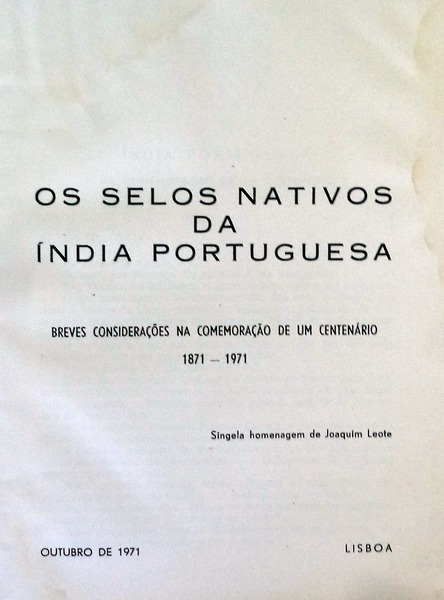 OS SELOS NATIVOS
DA
ÍNDIA PORTUGUESA
BREVES CONSIDERAÇÕES NA COMEMORAÇÃO DE UM CENTENÁRIO
1871 — 1971
Singela homenagem de Joaquim Leote
OUTUBRO DE 1971 LISBOA